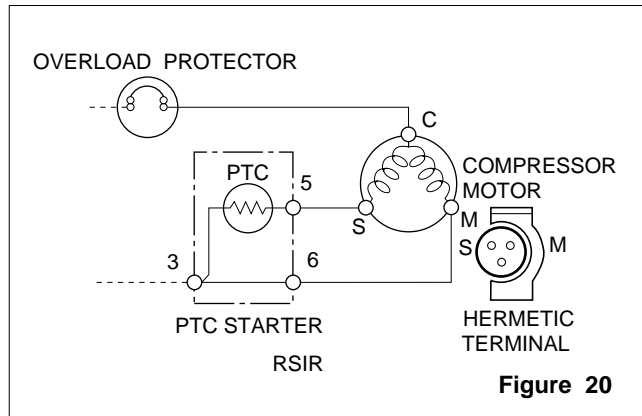 OVERLOAD PROTECTOR
C
PTC
5
COMPRESSOR
MOTOR
S
M
S
M
3
6
PTC STARTER
HERMETIC
TERMINAL
RSIR
Figure 20